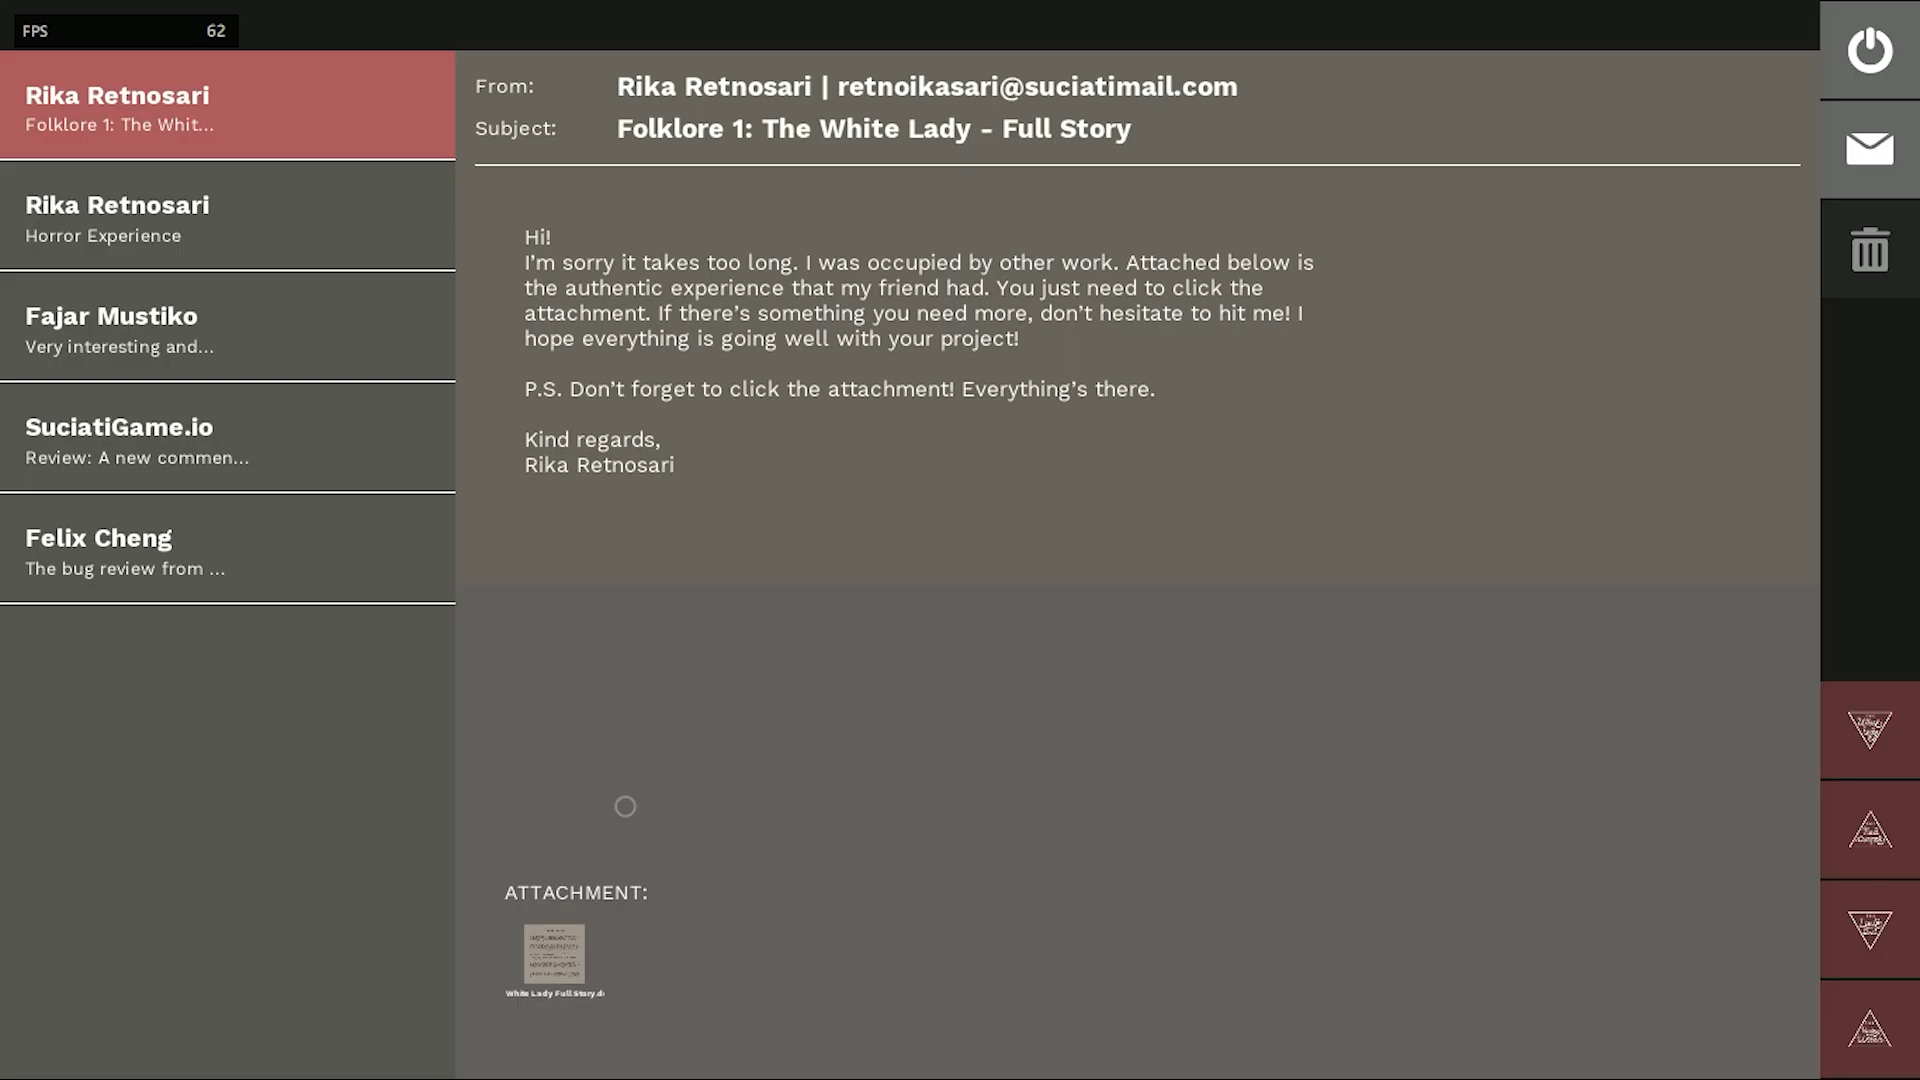 FPS 62
Rika Retnosari
Folklore 1: The Whit...
Rika Retnosari
Horror Experience
Fajar Mustiko
Very interesting and...
SuciatiGame.io
Review: A new commen...
Felix Cheng
The bug review from ...
From: Rika Retnosari | retnoikasari@suciatimail.com
Subject: Folklore 1: The White Lady - Full Story
Hi!
I'm sorry it takes too long. I was occupied by other work. Attached below is
the authentic experience that my friend had. You just need to click the
attachment. If there's something you need more, don't hesitate to hit me! I
hope everything is going well with your project!
P.S. Don't forget to click the attachment! Everything's there.
Kind regards,
Rika Retnosari
ATTACHMENT:
White Lady Full Story.d